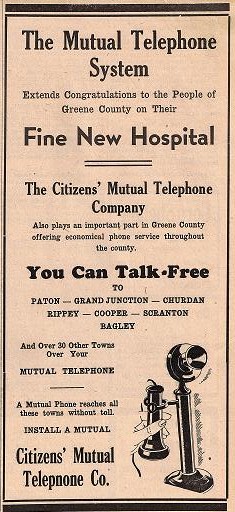 The Mutual Telephone
System
Extends Congratulations to the People of
Greene County on Their
Fine New Hospital
The Citizens' Mutual Telephone
Company
Also plays an important part in Greene County
offering economical phone service throughout
the county.
You Can Talk-Free
TO
PATON — GRAND JUNCTION — CHURDAN
RIPPEY — COOPER — SCRANTON
BAGLEY
And Over 30 Other Towns
Over Your
MUTUAL TELEPHONE
A Mutual Phone reaches all
these towns without toll.
INSTALL A MUTUAL
Citizens' Mutual
Telepnone Co.